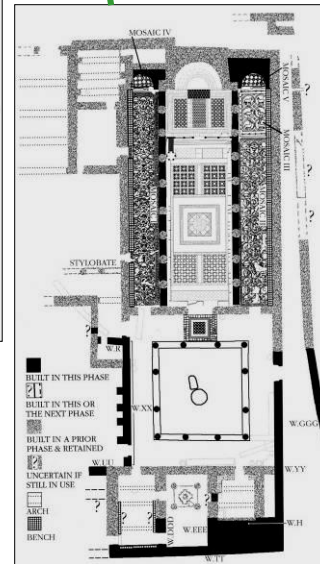 MOSAIC IV
MOSAIC V
MOSAIC III
?
?
STYLOBATE
?
W.R
BUILT IN THIS PHASE
BUILT IN THIS OR
THE NEXT PHASE
BUILT IN A PRIOR
PHASE & RETAINED
UNCERTAIN IF
STILL IN USE
ARCH
BENCH
W.XX
W.GGG
W.UU
W.YY
?
?
?
?
W.DDD
W.EEE
W.H
W.TT